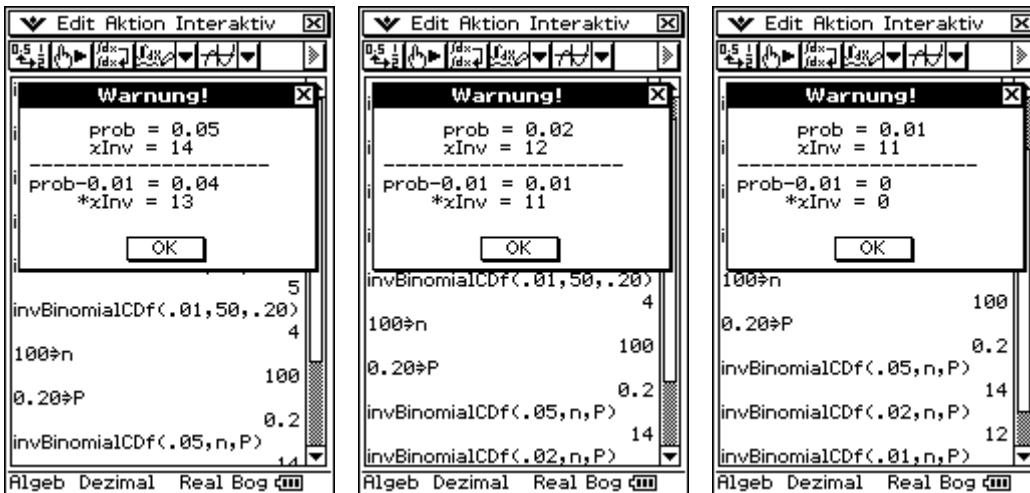 Edit Aktion Interaktiv
Warnung!
prob = 0.05
xInv = 14
prob-0.01 = 0.04
*xInv = 13
OK
5
invBinomialCDf(.01,50,.20)
4
100⇒n
100
0.20⇒P
0.2
invBinomialCDf(.05,n,P)
14
Algeb Dezimal Real Bog
Edit Aktion Interaktiv
Warnung!
prob = 0.02
xInv = 12
prob-0.01 = 0.01
*xInv = 11
OK
invBinomialCDf(.01,50,.20)
4
100⇒n
100
0.20⇒P
0.2
invBinomialCDf(.05,n,P)
14
invBinomialCDf(.02,n,P)
Algeb Dezimal Real Bog
Edit Aktion Interaktiv
Warnung!
prob = 0.01
xInv = 11
prob-0.01 = 0
*xInv = 0
OK
100⇒n
100
0.20⇒P
0.2
invBinomialCDf(.05,n,P)
14
invBinomialCDf(.02,n,P)
12
invBinomialCDf(.01,n,P)
Algeb Dezimal Real Bog